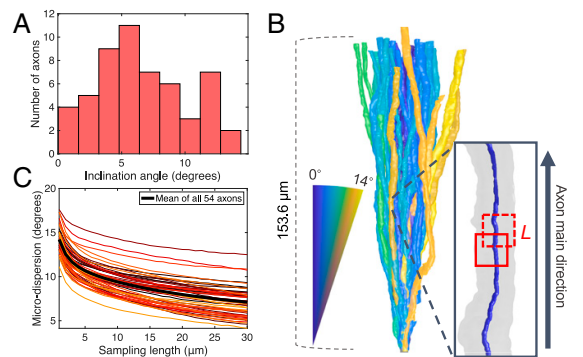 A
12
10
8
6
4
2
0
0
5
10
Number of axons
Inclination angle (degrees)
B
153.6 µm
0°
14°
L
Axon main direction
C
20
15
10
5
5
10
15
20
25
30
Mean of all 54 axons
Micro-dispersion (degrees)
Sampling length (µm)